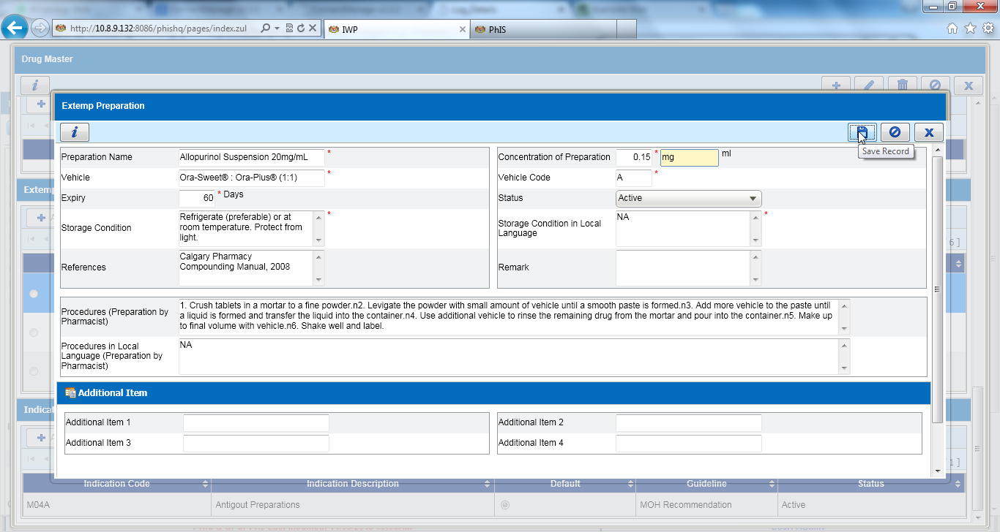 http://10.8.9.132:8086/phishq/pages/index.zul
IWP
PhIS
Drug Master
Extemp Preparation
Save Record
Preparation Name
Allopurinol Suspension 20mg/mL *
Concentration of Preparation
0.15 * mg ml
Vehicle
Ora-Sweet® : Ora-Plus® (1:1) *
Vehicle Code
A *
Expiry
60 * Days
Status
Active
Storage Condition
Refrigerate (preferable) or at
room temperature. Protect from
light.
*
Storage Condition in Local
Language
NA *
References
Calgary Pharmacy
Compounding Manual, 2008
Remark
Procedures (Preparation by
Pharmacist)
1. Crush tablets in a mortar to a fine powder.n2. Levigate the powder with small amount of vehicle until a smooth paste is formed.n3. Add more vehicle to the paste until
a liquid is formed and transfer the liquid into the container.n4. Use additional vehicle to rinse the remaining drug from the mortar and pour into the container.n5. Make up
to final volume with vehicle.n6. Shake well and label.
Procedures in Local
Language (Preparation by
Pharmacist)
NA
Additional Item
Additional Item 1
Additional Item 2
Additional Item 3
Additional Item 4
Extemp
6 ]
Indicat
1 ]
Indication Code
Indication Description
Default
Guideline
Status
M04A
Antigout Preparations
MOH Recommendation
Active